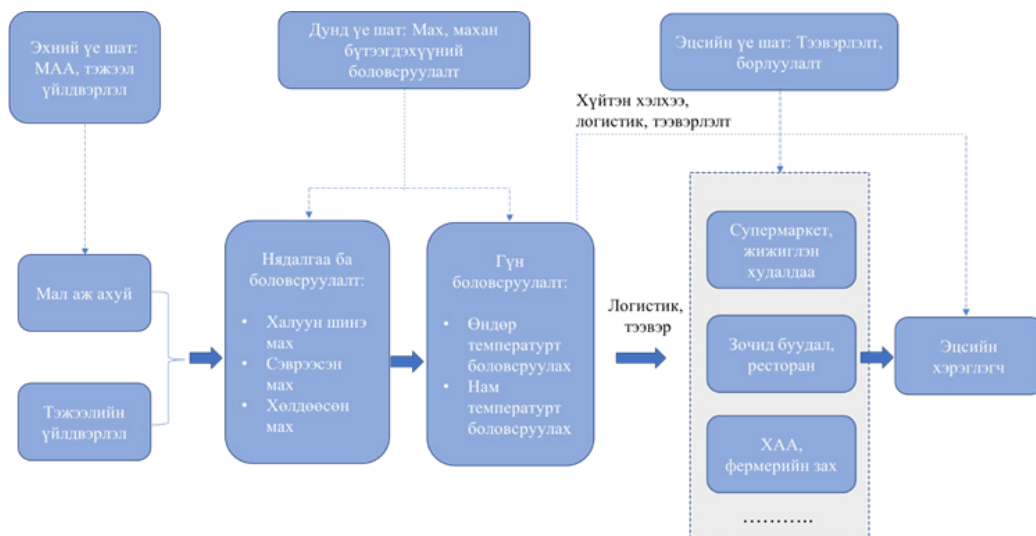 Эхний үе шат:
МАА, тэжээл
үйлдвэрлэл
Дунд үе шат: Мах, махан
бүтээгдэхүүний
боловсруулалт
Эцсийн үе шат: Тээвэрлэлт,
борлуулалт
Хүйтэн хэлхээ,
логистик, тээвэрлэлт
Мал аж ахуй
Тэжээлийн
үйлдвэрлэл
Нядалгаа ба
боловсруулалт:
• Халуун шинэ
мах
• Сэврээсэн
мах
• Хөлдөөсөн
мах
Гүн
боловсруулалт:
• Өндөр
температурт
боловсруулах
• Нам
температурт
боловсруулах
Логистик,
тээвэр
Супермаркет,
жижиглэн
худалдаа
Зочид буудал,
ресторан
ХАА,
фермерийн зах
...........
Эцсийн
хэрэглэгч